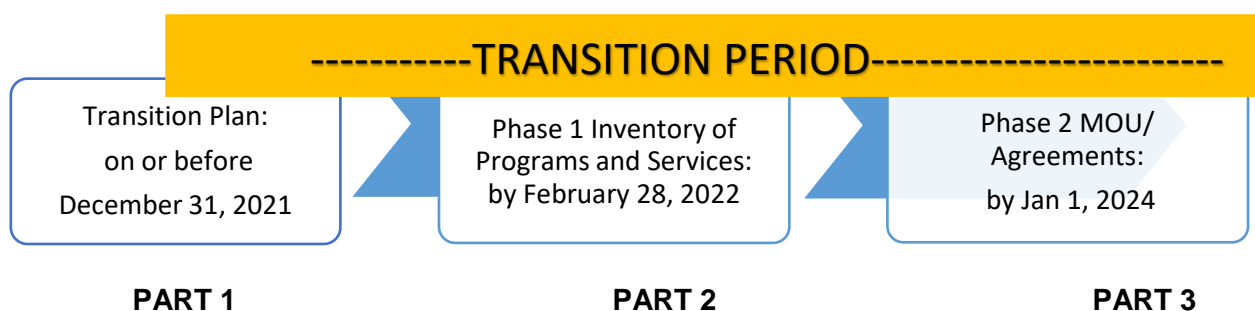 -----------TRANSITION PERIOD------------------------
Transition Plan:
on or before
December 31, 2021
Phase 1 Inventory of
Programs and Services:
by February 28, 2022
Phase 2 MOU/
Agreements:
by Jan 1, 2024
PART 1
PART 2
PART 3